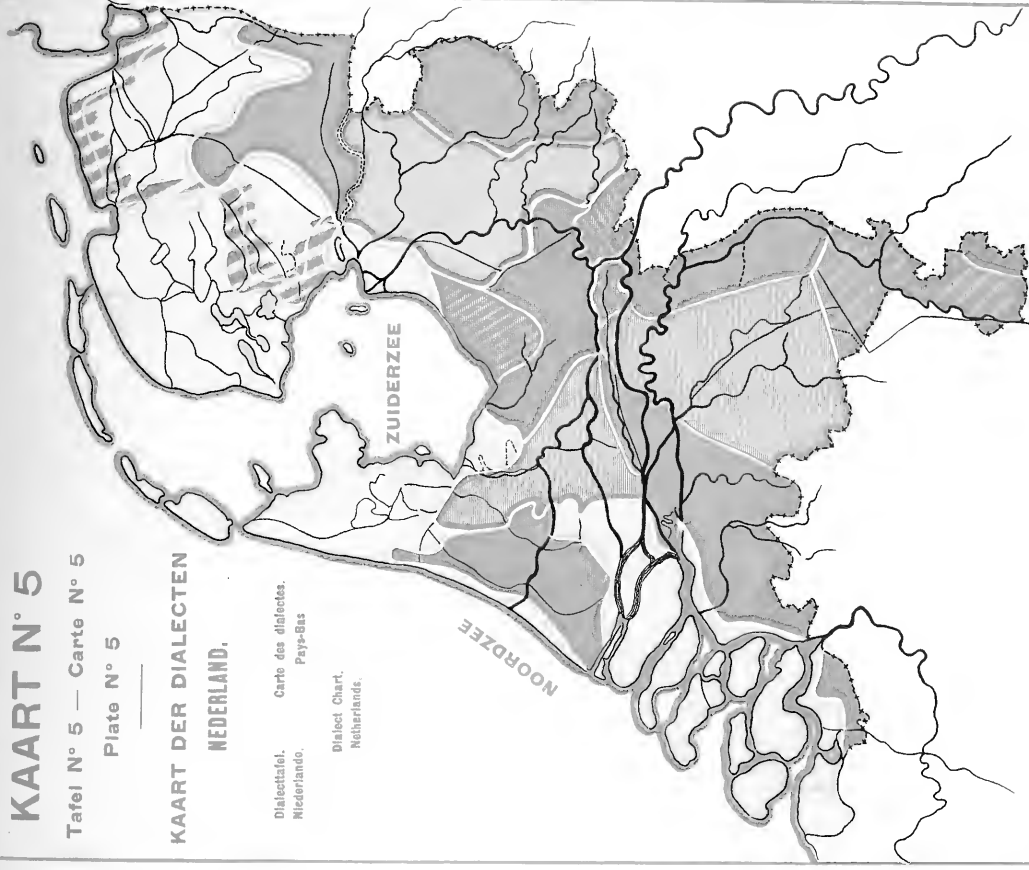 KAART N° 5
Tafel N° 5 — Carte N° 5
Plate N° 5
KAART DER DIALECTEN
NEDERLAND.
Dialecttafel.
Niederlande.
Carte des dialectes.
Pays-Bas
Dialect Chart.
Netherlands.
ZUIDERZEE
NOORDZEE